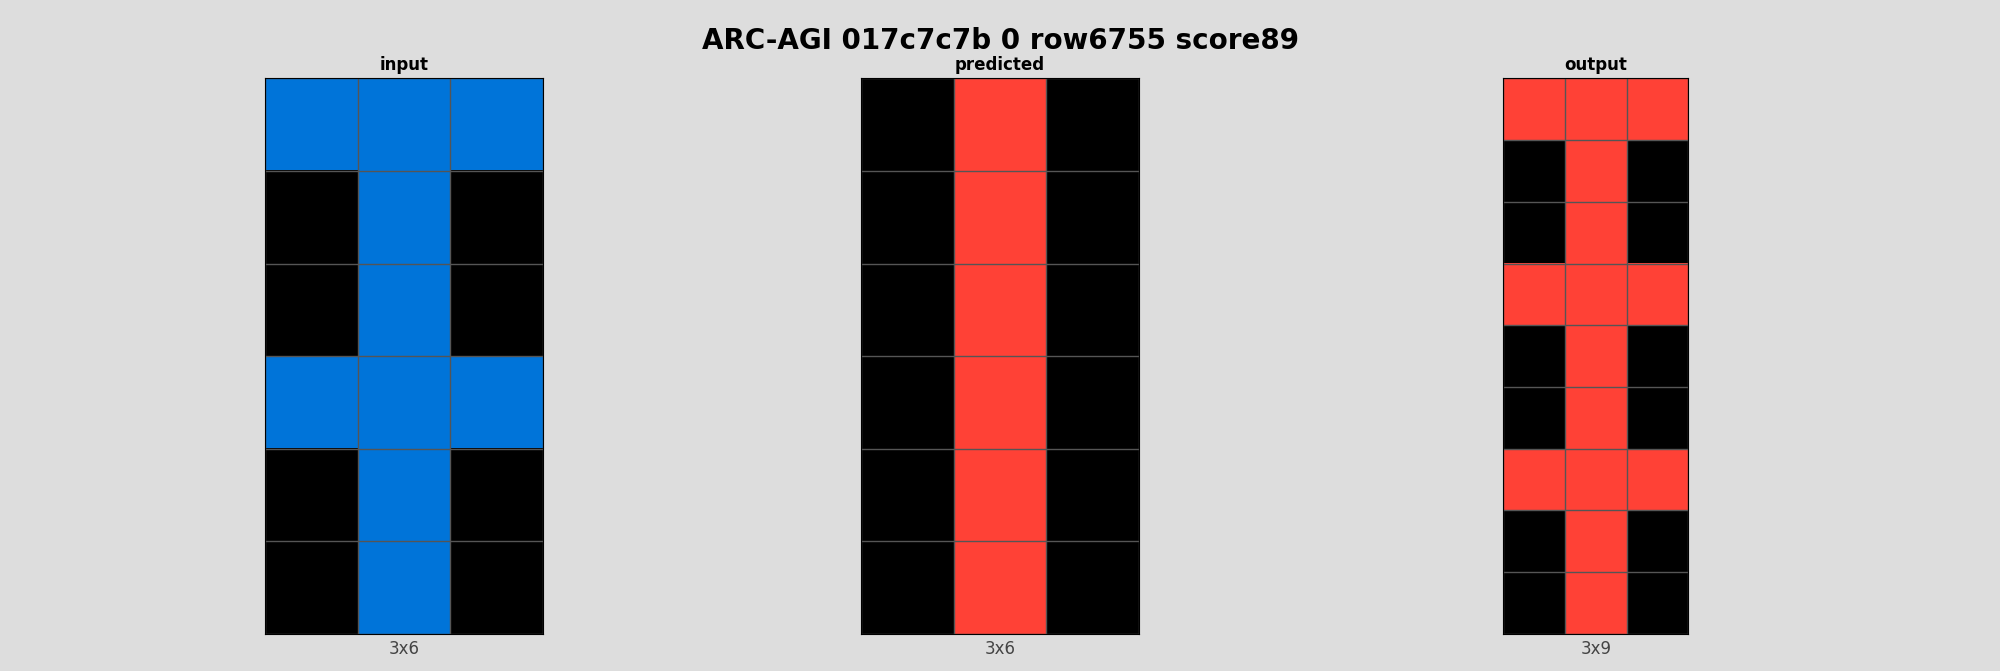 ARC-AGI 017c7c7b 0 row6755 score89
input
predicted
output
3x6
3x6
3x9